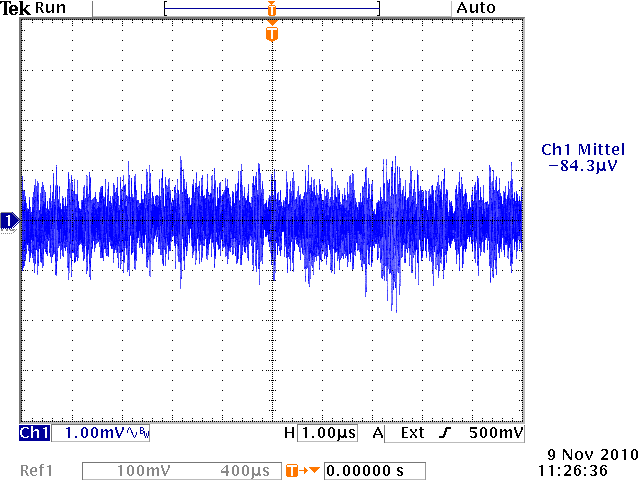 Tek Run Auto
T
T
Ch1 Mittel
−84.3µV
1
Ch1 1.00mV∿BW H 1.00µs A Ext 500mV
Ref1 100mV 400µs T 0.00000 s
9 Nov 2010
11:26:36